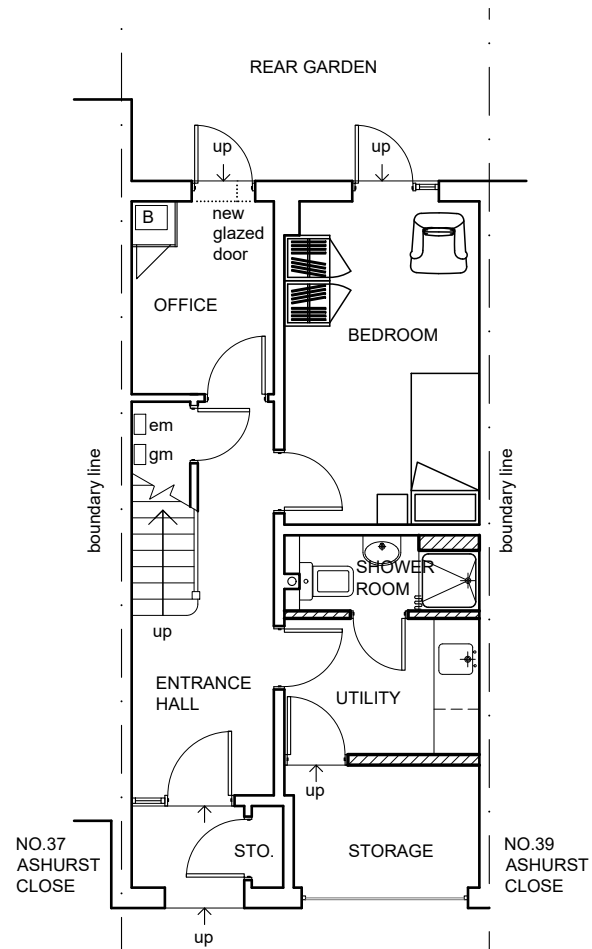 REAR GARDEN
up
up
B
new
glazed
door
OFFICE
BEDROOM
em
gm
boundary line
boundary line
SHOWER
ROOM
up
ENTRANCE
HALL
UTILITY
up
NO.37
ASHURST
CLOSE
STO.
STORAGE
NO.39
ASHURST
CLOSE
up